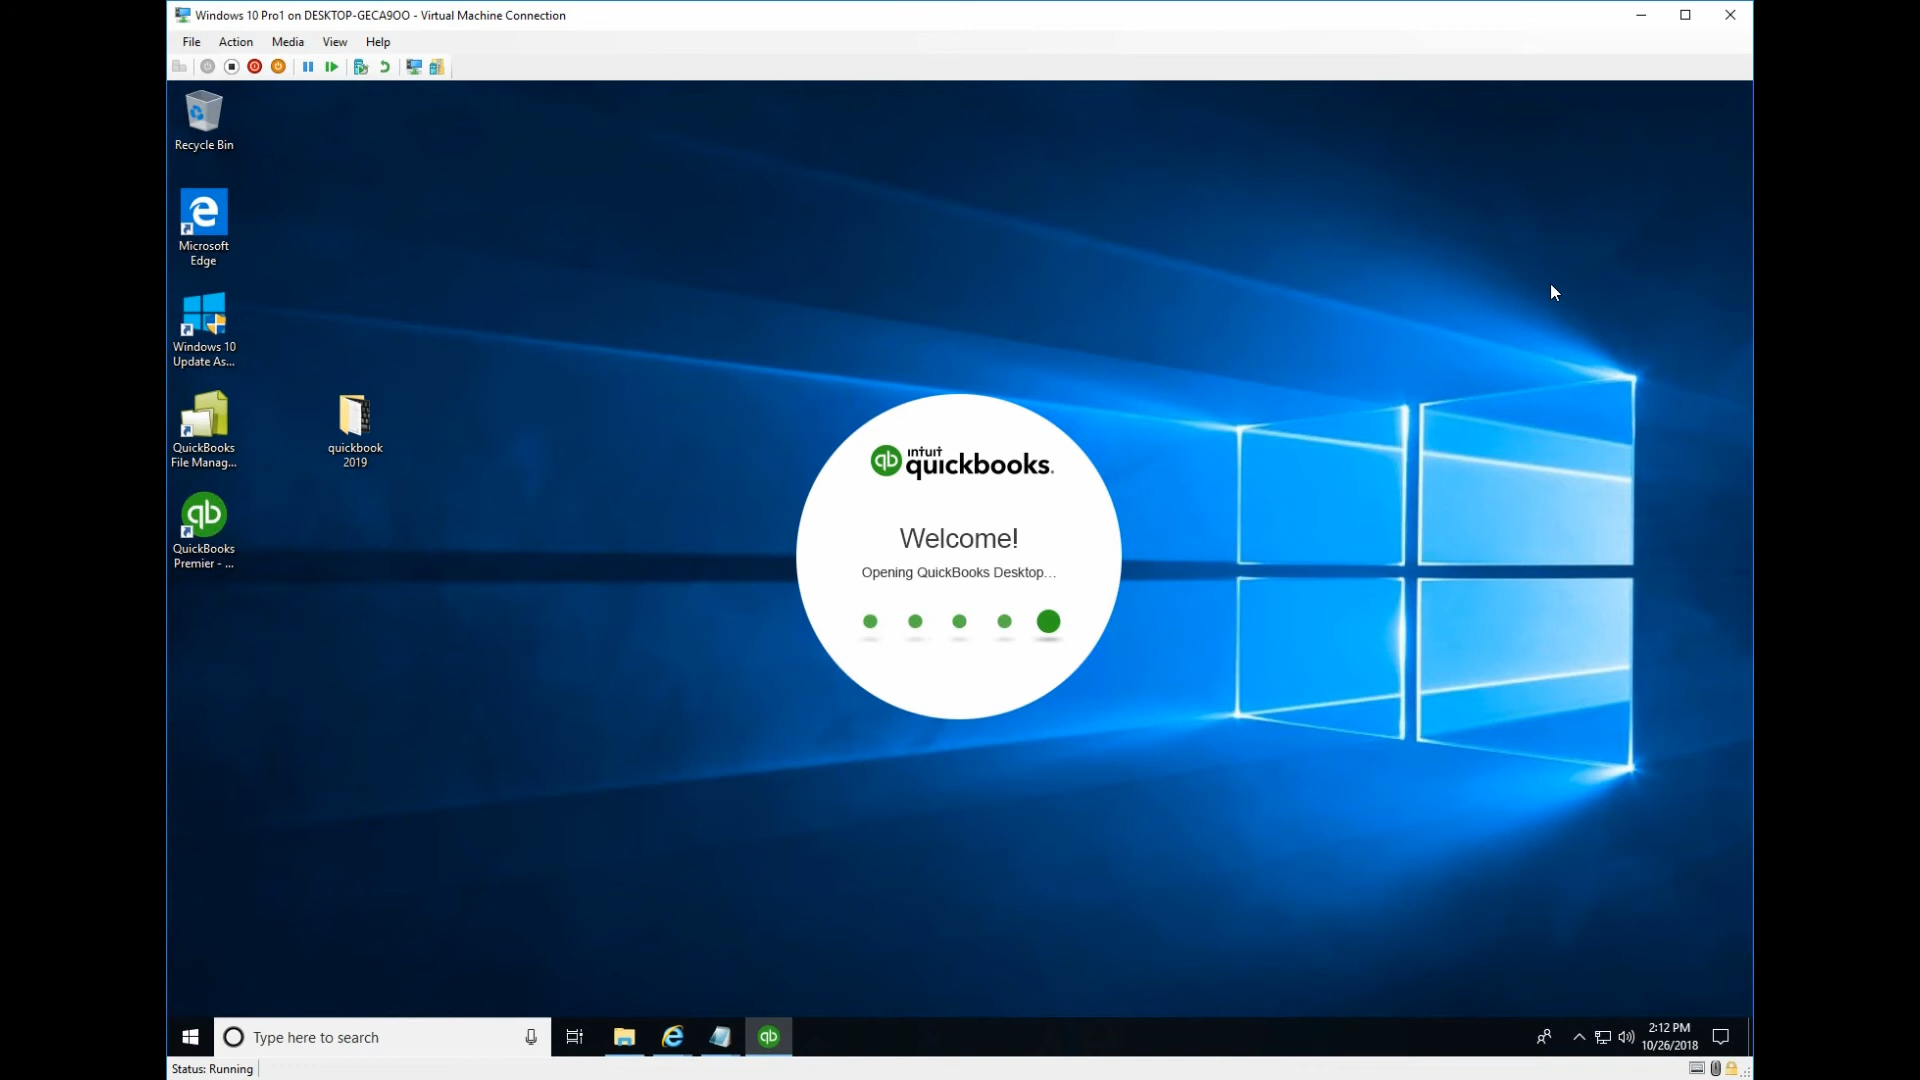 Windows 10 Pro1 on DESKTOP-GECA9OO - Virtual Machine Connection
File Action Media View Help
Recycle Bin
Microsoft
Edge
Windows 10
Update As...
QuickBooks
File Manag...
quickbook
2019
QuickBooks
Premier - ...
intuit
qb quickbooks.
Welcome!
Opening QuickBooks Desktop...
Type here to search
2:12 PM
10/26/2018
Status: Running